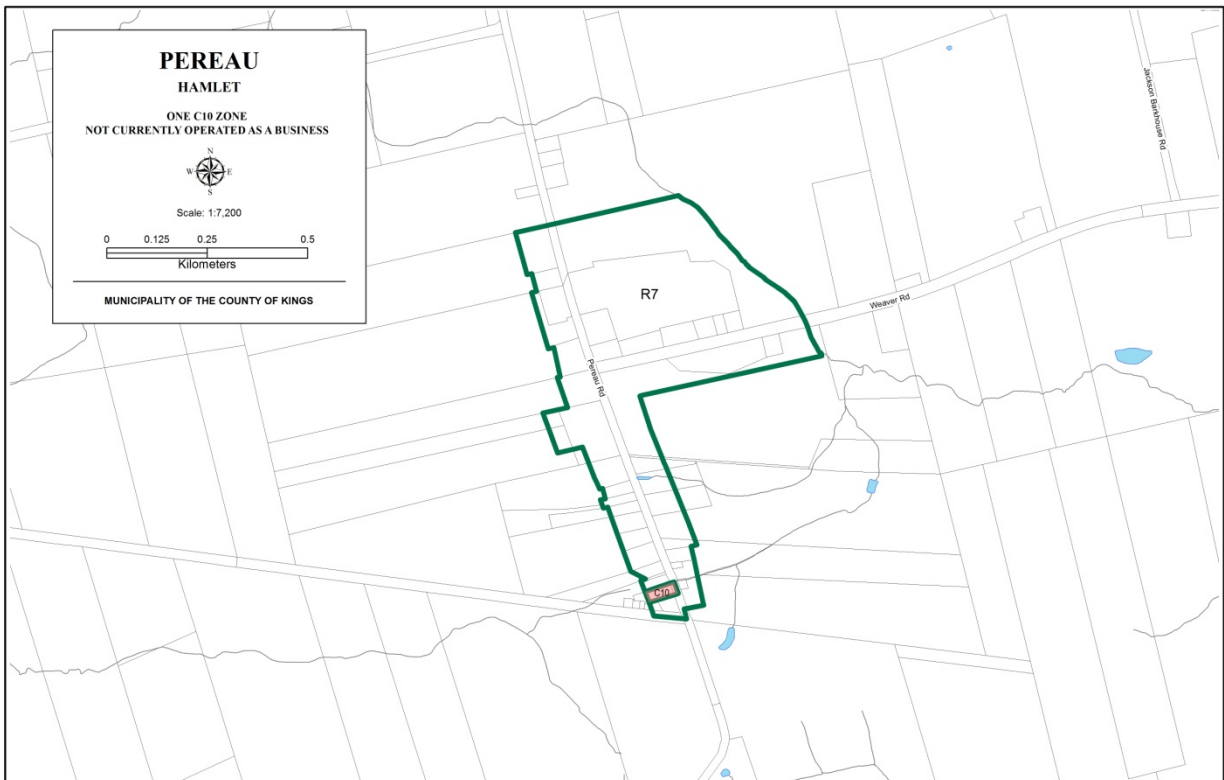 PEREAU
HAMLET
ONE C10 ZONE
NOT CURRENTLY OPERATED AS A BUSINESS
N
W E
S
Scale: 1:7,200
0 0.125 0.25 0.5
Kilometers
MUNICIPALITY OF THE COUNTY OF KINGS
Jackson Barkhouse Rd
R7
Weaver Rd
Pereau Rd
C10